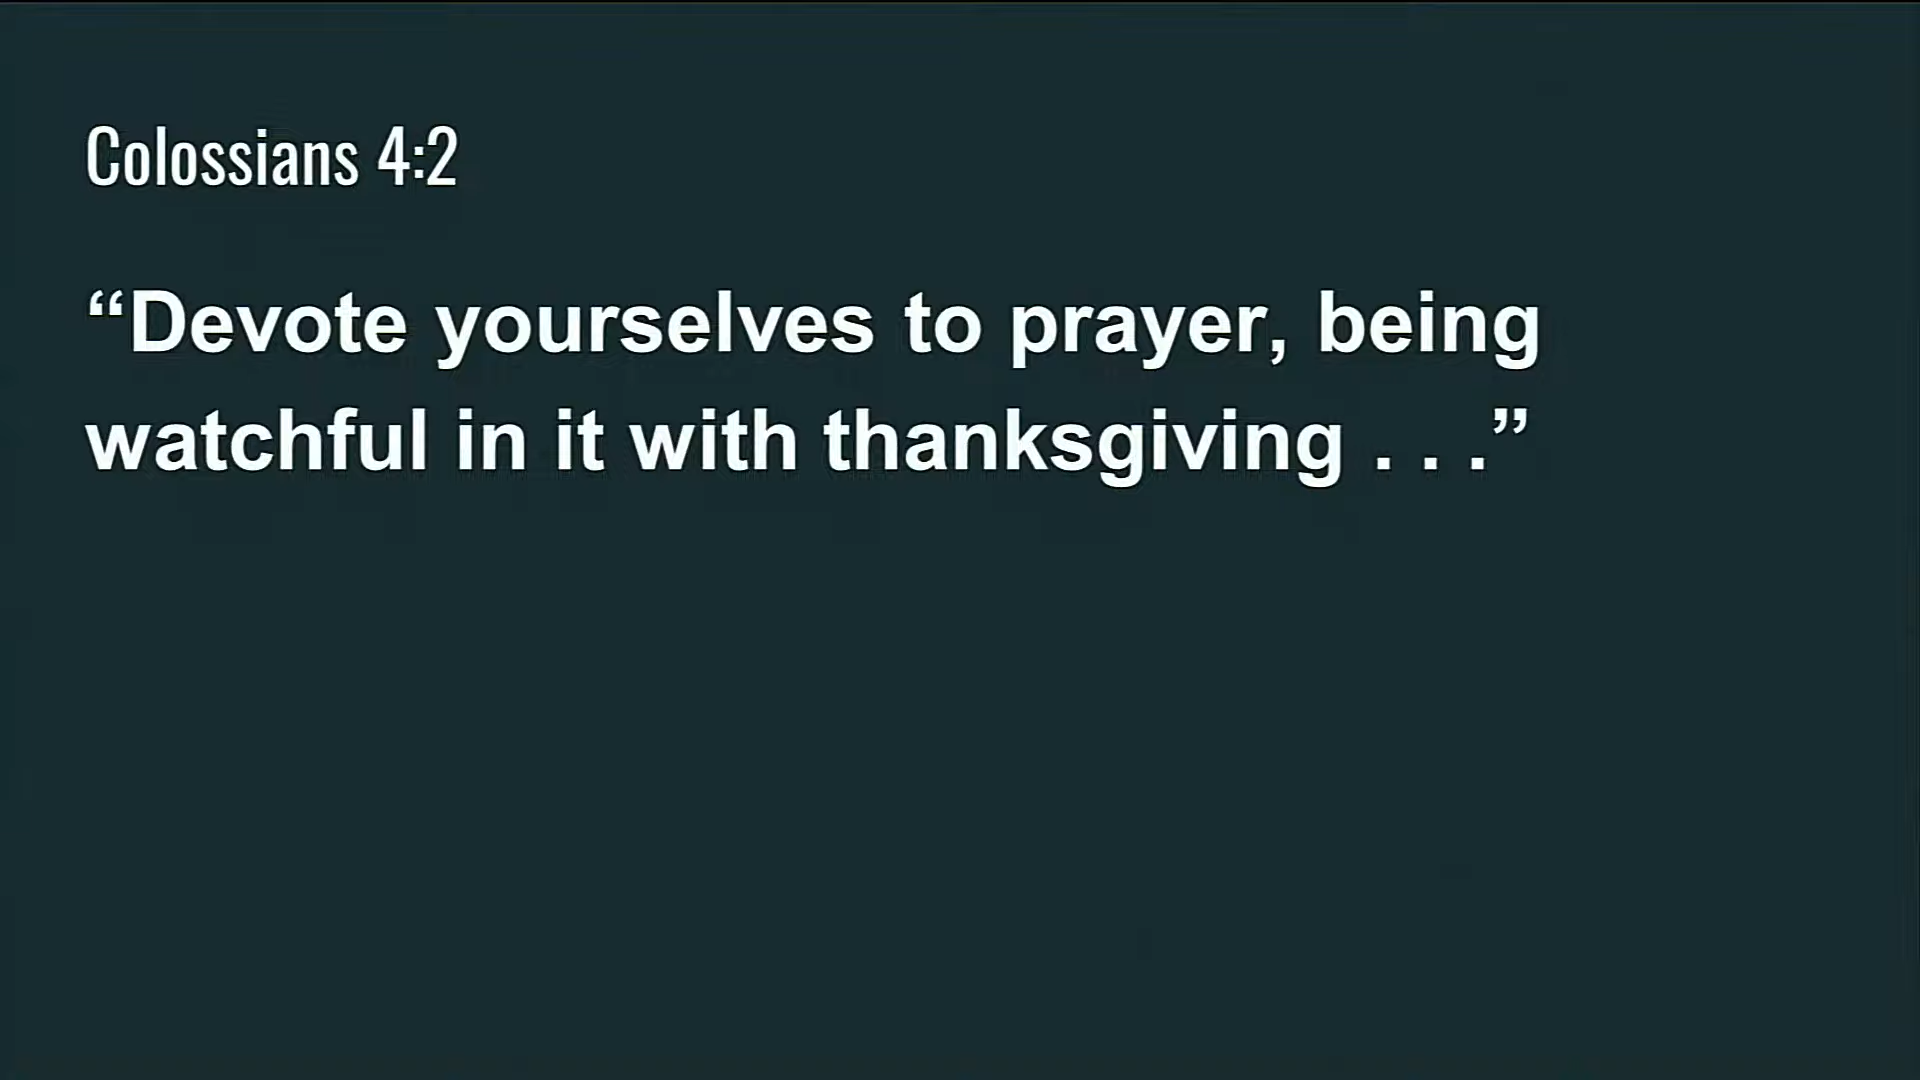 Colossians 4:2
“Devote yourselves to prayer, being
watchful in it with thanksgiving . . .”